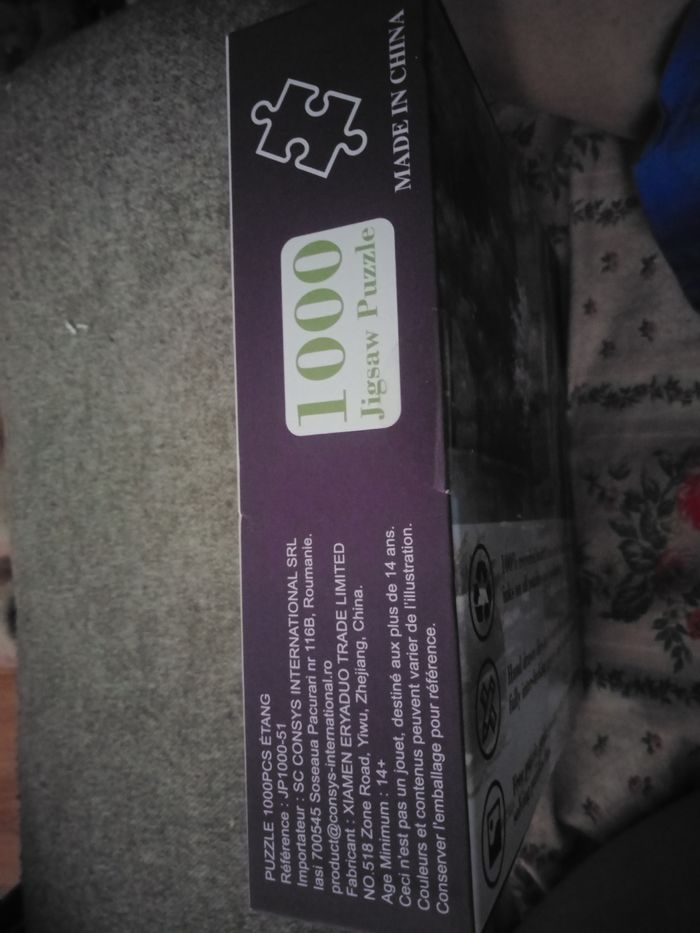 PUZZLE 1000PCS ÉTANG
Référence : JP1000-51
Importateur : SC CONSYS INTERNATIONAL SRL
Iasi 700545 Soseaua Pacurari nr 116B, Roumanie.
product@consys-international.ro
Fabricant : XIAMEN ERYADUO TRADE LIMITED
NO.518 Zone Road, Yiwu, Zhejiang, China.
Age Minimum : 14+
Ceci n'est pas un jouet, destiné aux plus de 14 ans.
Couleurs et contenus peuvent varier de l'illustration.
Conserver l'emballage pour référence.
1000
Jigsaw Puzzle
MADE IN CHINA
100%